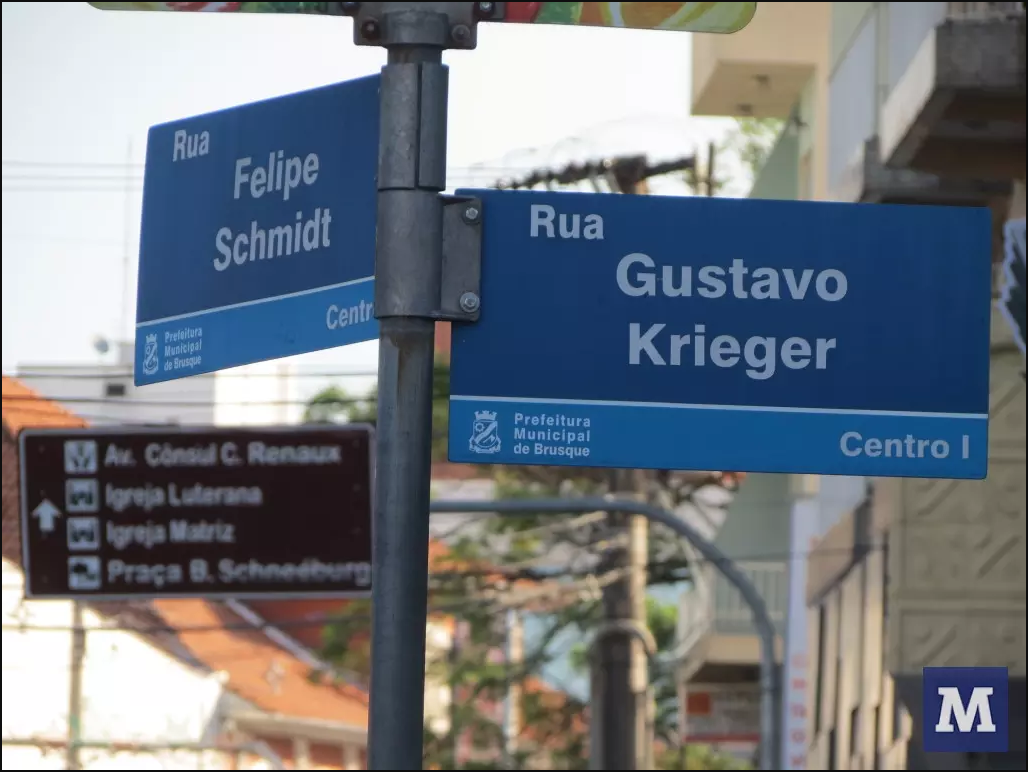 Rua
Felipe
Schmidt
Centr
Prefeitura
Municipal
de Brusque
Rua
Gustavo
Krieger
Prefeitura
Municipal
de Brusque
Centro I
Av. Cônsul C. Renaux
Igreja Luterana
Igreja Matriz
Praça B. Schneeburg
M